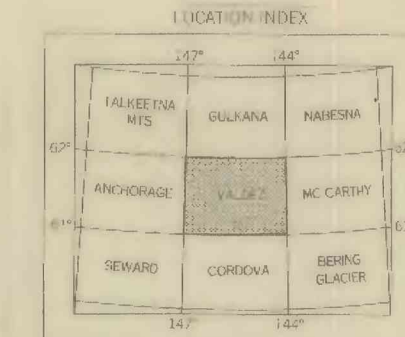 LOCATION INDEX
147° 144°
TALKEETNA
MTS GULKANA NABESNA
62°
ANCHORAGE VALDEZ MC CARTHY
61°
SEWARD CORDOVA BERING
GLACIER
147° 144°